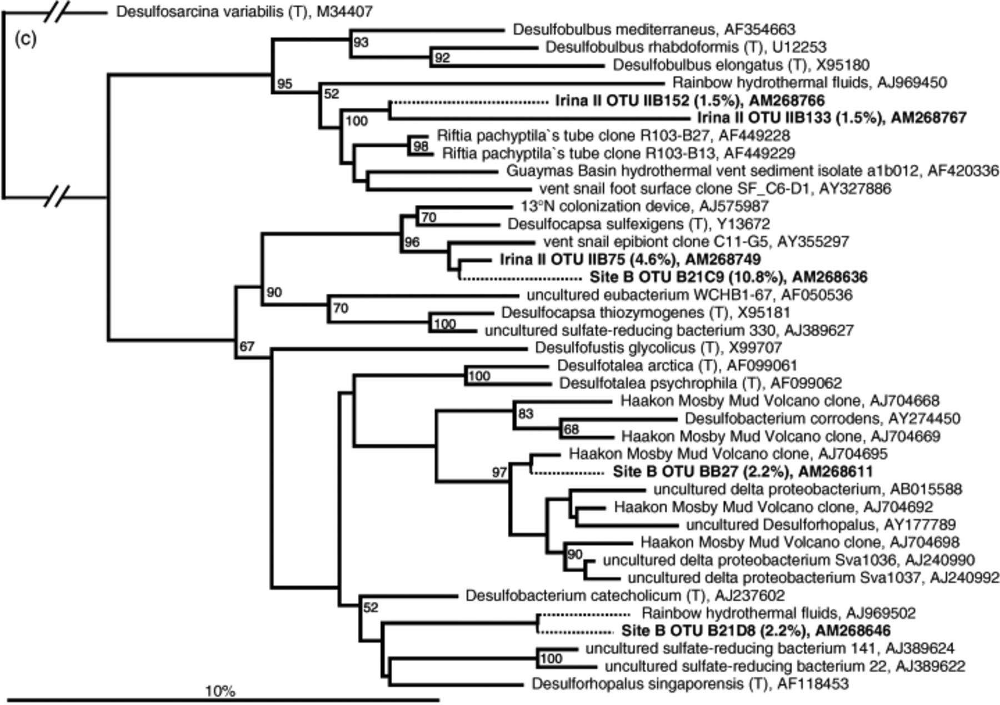 Desulfosarcina variabilis (T), M34407
(c)
Desulfobulbus mediterraneus, AF354663
93
Desulfobulbus rhabdoformis (T), U12253
92
Desulfobulbus elongatus (T), X95180
95
Rainbow hydrothermal fluids, AJ969450
52
Irina II OTU IIB152 (1.5%), AM268766
Irina II OTU IIB133 (1.5%), AM268767
100
Riftia pachyptila`s tube clone R103-B27, AF449228
98
Riftia pachyptila`s tube clone R103-B13, AF449229
Guaymas Basin hydrothermal vent sediment isolate a1b012, AF420336
vent snail foot surface clone SF_C6-D1, AY327886
13°N colonization device, AJ575987
70
Desulfocapsa sulfexigens (T), Y13672
96
vent snail epibiont clone C11-G5, AY355297
Irina II OTU IIB75 (4.6%), AM268749
Site B OTU B21C9 (10.8%), AM268636
90
uncultured eubacterium WCHB1-67, AF050536
70
Desulfocapsa thiozymogenes (T), X95181
100
uncultured sulfate-reducing bacterium 330, AJ389627
67
Desulfofustis glycolicus (T), X99707
Desulfotalea arctica (T), AF099061
100
Desulfotalea psychrophila (T), AF099062
Haakon Mosby Mud Volcano clone, AJ704668
83
Desulfobacterium corrodens, AY274450
68
Haakon Mosby Mud Volcano clone, AJ704669
Haakon Mosby Mud Volcano clone, AJ704695
97
Site B OTU BB27 (2.2%), AM268611
uncultured delta proteobacterium, AB015588
Haakon Mosby Mud Volcano clone, AJ704692
uncultured Desulforhopalus, AY177789
Haakon Mosby Mud Volcano clone, AJ704698
90
uncultured delta proteobacterium Sva1036, AJ240990
uncultured delta proteobacterium Sva1037, AJ240992
Desulfobacterium catecholicum (T), AJ237602
52
Rainbow hydrothermal fluids, AJ969502
Site B OTU B21D8 (2.2%), AM268646
uncultured sulfate-reducing bacterium 141, AJ389624
100
uncultured sulfate-reducing bacterium 22, AJ389622
Desulforhopalus singaporensis (T), AF118453
10%